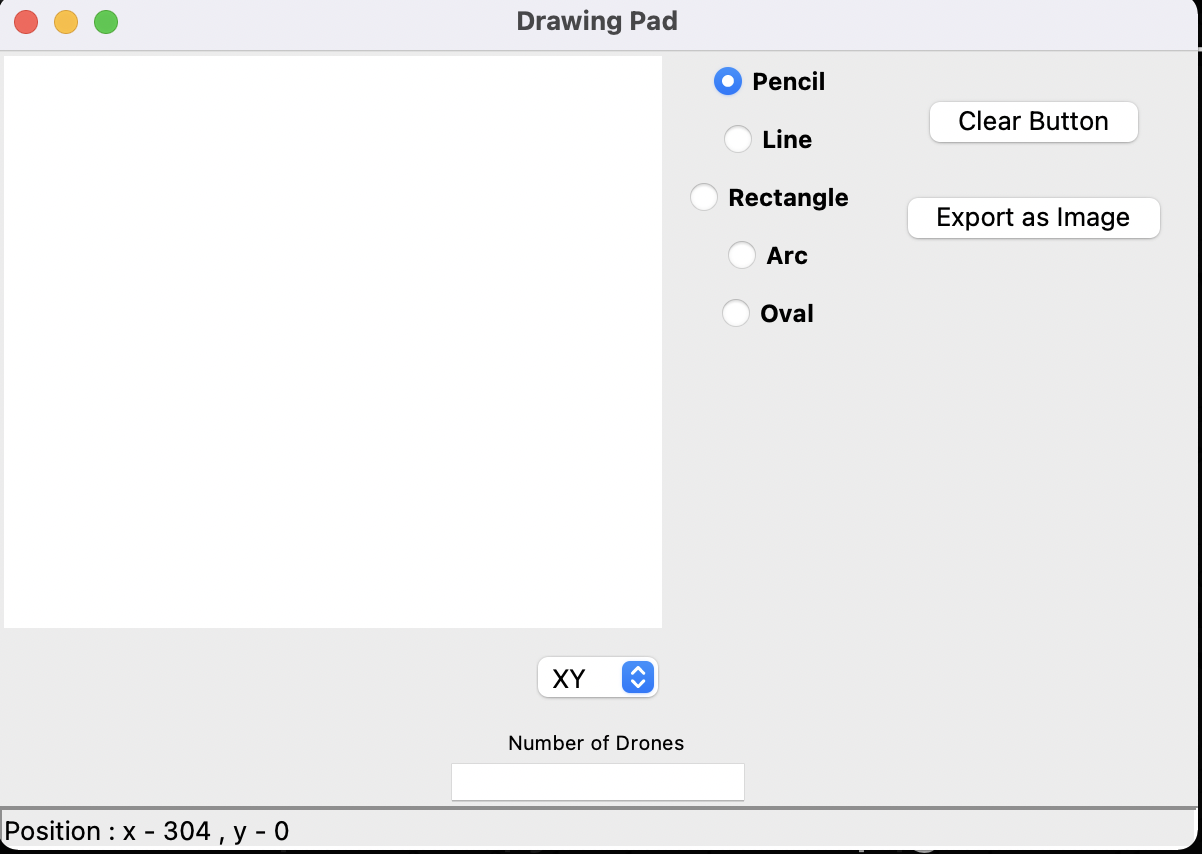 Drawing Pad
Pencil
Line
Rectangle
Arc
Oval
Clear Button
Export as Image
XY
Number of Drones
Position : x - 304 , y - 0